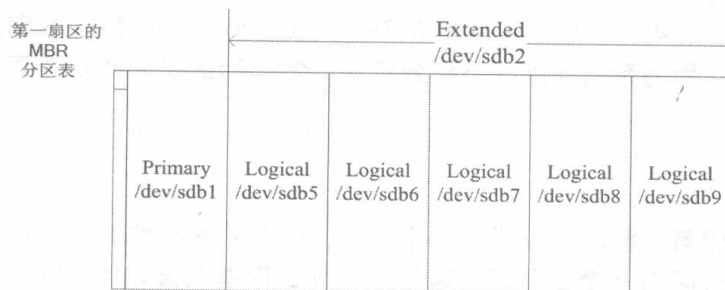 第一扇区的
MBR
分区表
Extended
/dev/sdb2
Primary
/dev/sdb1
Logical
/dev/sdb5
Logical
/dev/sdb6
Logical
/dev/sdb7
Logical
/dev/sdb8
Logical
/dev/sdb9